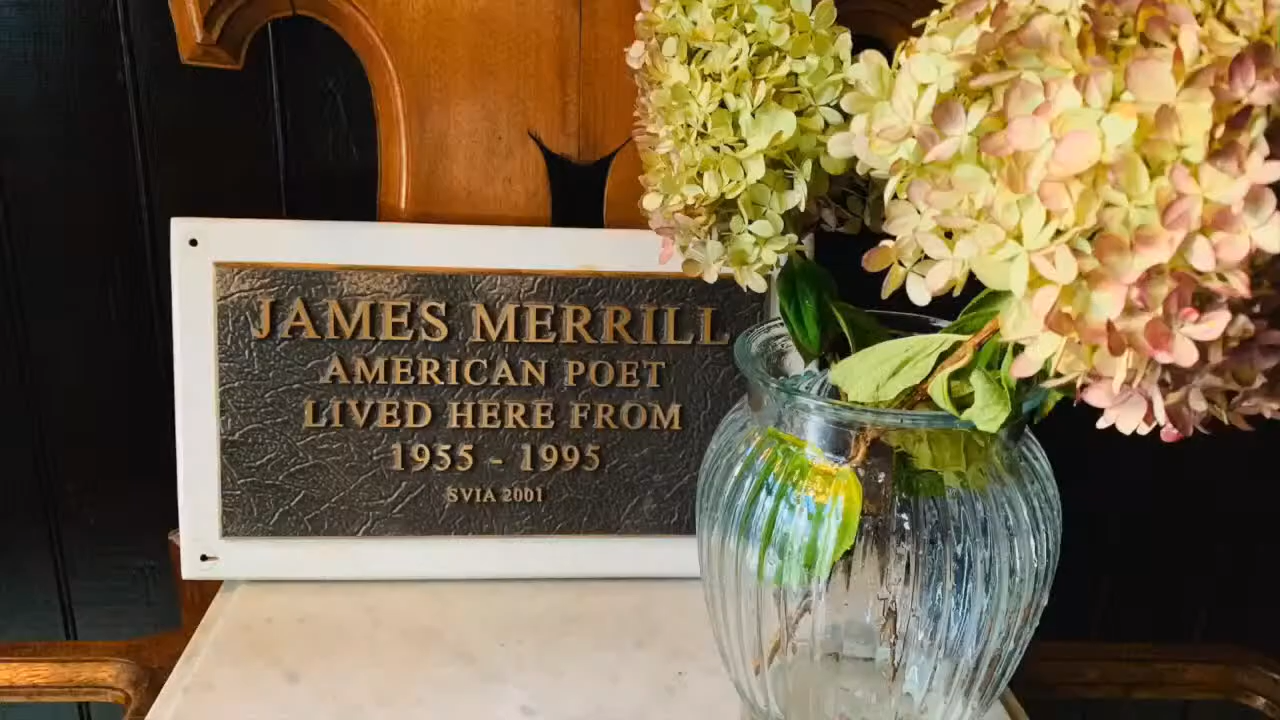 JAMES MERRILL
AMERICAN POET
LIVED HERE FROM
1955 - 1995
SVIA 2001